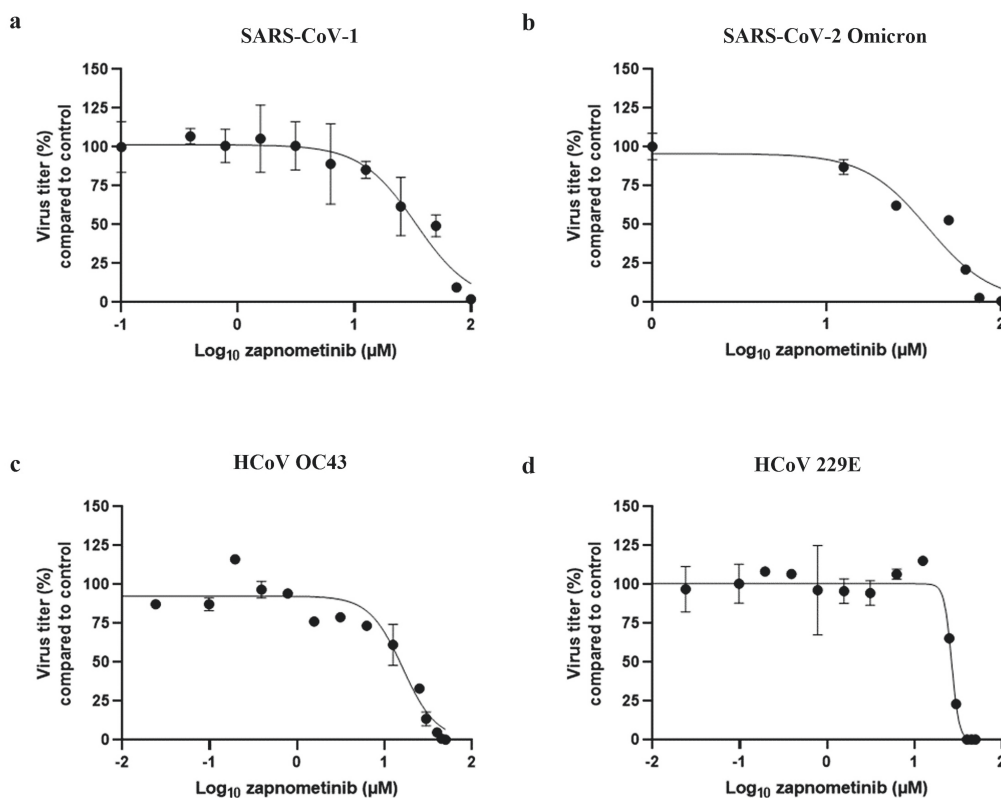 a
SARS-CoV-1
150
125
100
75
50
25
0
-1
0
1
2
Virus titer (%)
compared to control
Log10 zapnometinib (µM)
b
SARS-CoV-2 Omicron
150
125
100
75
50
25
0
0
1
2
Virus titer (%)
compared to control
Log10 zapnometinib (µM)
c
HCoV OC43
150
125
100
75
50
25
0
-2
-1
0
1
2
Virus titer (%)
compared to control
Log10 zapnometinib (µM)
d
HCoV 229E
150
125
100
75
50
25
0
-2
-1
0
1
2
Virus titer (%)
compared to control
Log10 zapnometinib (µM)